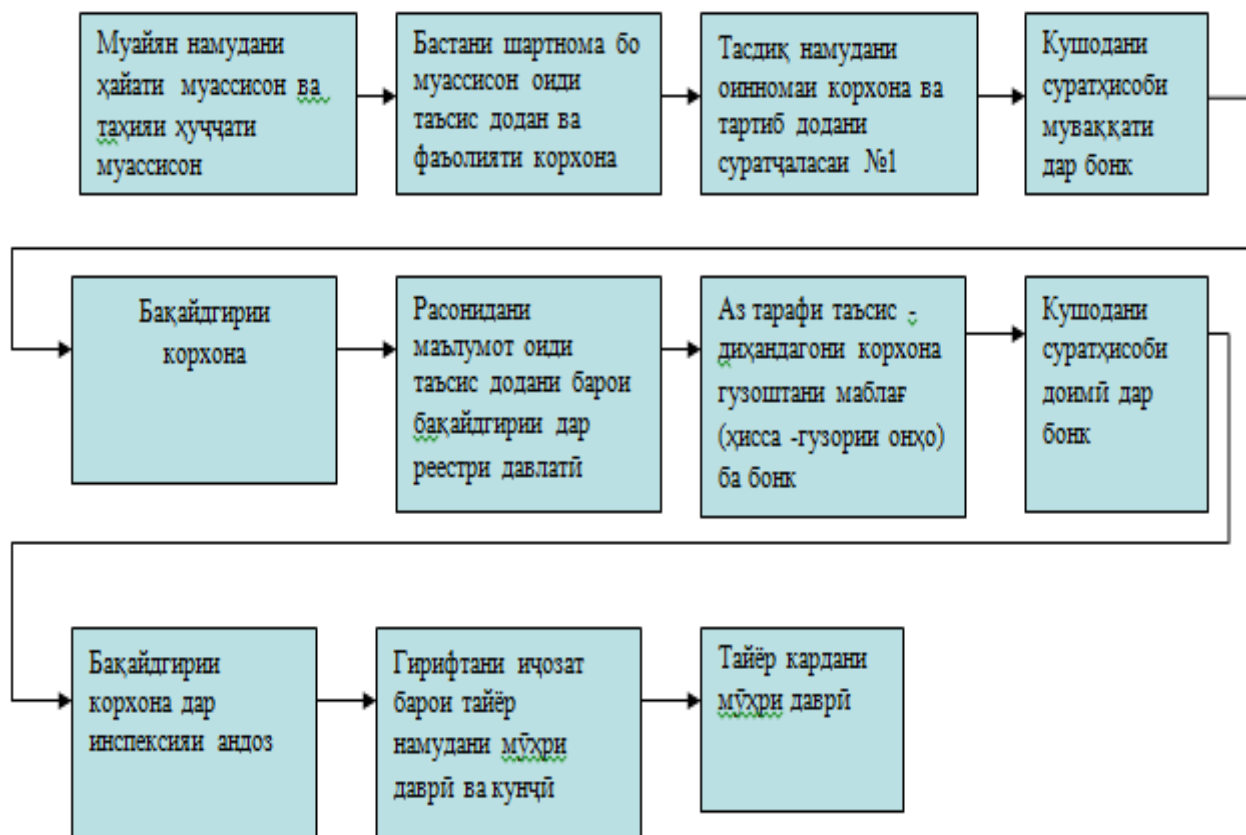 Муайян намудани
ҳайати муассисон ва
таҳияи ҳуҷҷати
муассисон
Бастани шартнома бо
муассисон оиди
таъсис додан ва
фаъолияти корхона
Тасдиқ намудани
оинномаи корхона ва
тартиб додани
суратҷаласаи №1
Кушодани
суратҳисоби
муваққати
дар бонк
Бақайдгирии
корхона
Расонидани
маълумот оиди
таъсис додани барои
бақайдгирии дар
реестри давлатӣ
Аз тарафи таъсис -
диҳандагони корхона
гузоштани маблағ
(ҳисса -гузории онҳо)
ба бонк
Кушодани
суратҳисоби
доимӣ дар
бонк
Бақайдгирии
корхона дар
инспексияи андоз
Гирифтани иҷозат
барои тайёр
намудани мӯҳри
даврӣ ва кунҷӣ
Тайёр кардани
мӯҳри даврӣ